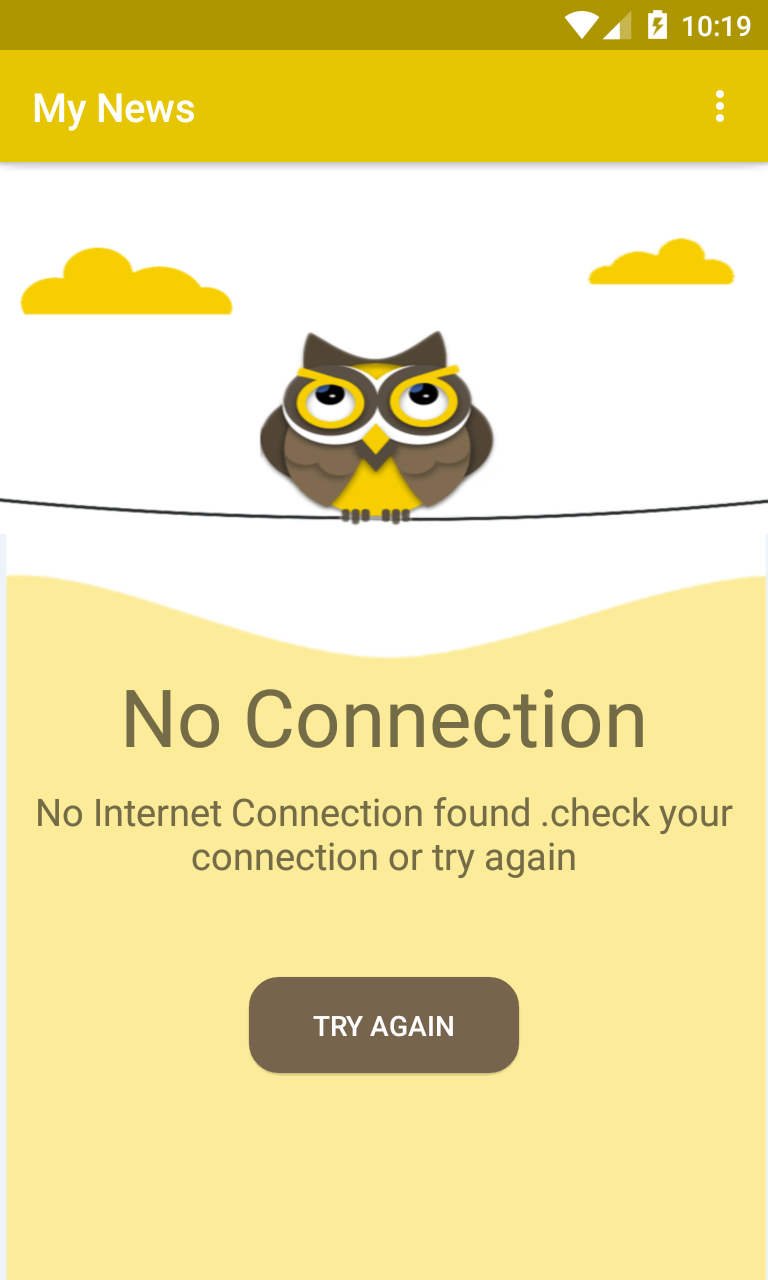 10:19
My News
No Connection
No Internet Connection found .check your
connection or try again
TRY AGAIN